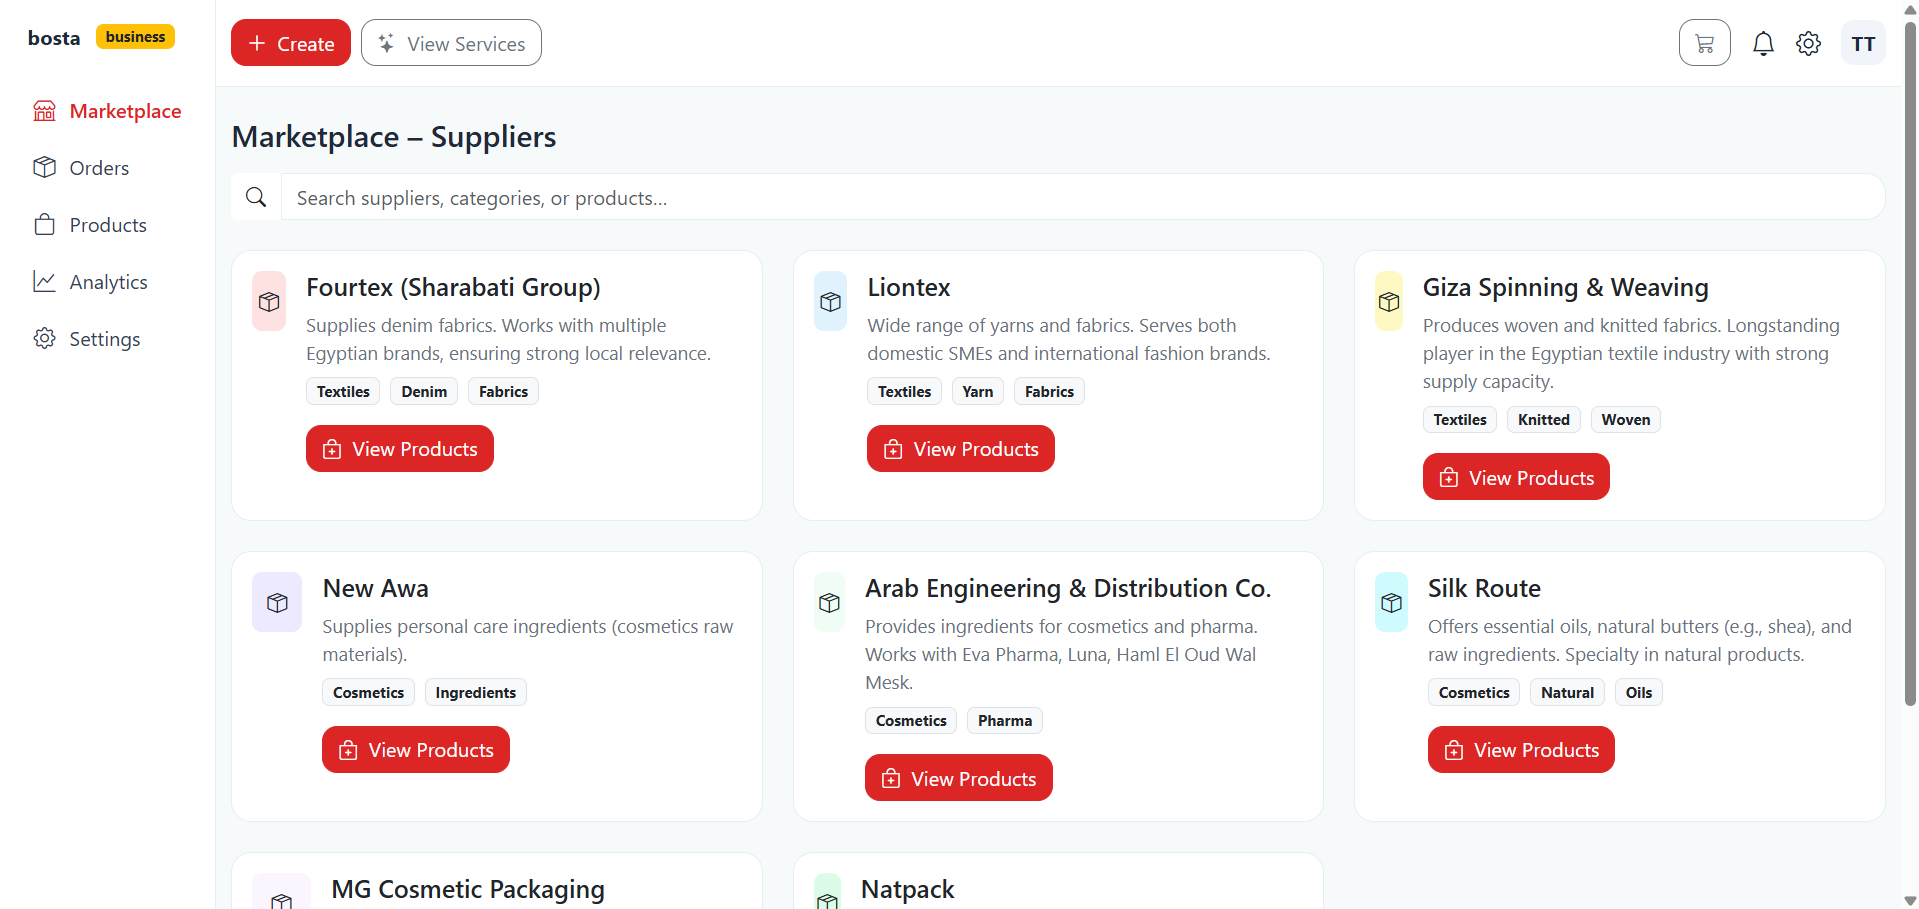 bosta business
Create
View Services
TT
Marketplace
Orders
Products
Analytics
Settings
Marketplace – Suppliers
Search suppliers, categories, or products...
Fourtex (Sharabati Group)
Supplies denim fabrics. Works with multiple
Egyptian brands, ensuring strong local relevance.
Textiles Denim Fabrics
View Products
Liontex
Wide range of yarns and fabrics. Serves both
domestic SMEs and international fashion brands.
Textiles Yarn Fabrics
View Products
Giza Spinning & Weaving
Produces woven and knitted fabrics. Longstanding
player in the Egyptian textile industry with strong
supply capacity.
Textiles Knitted Woven
View Products
New Awa
Supplies personal care ingredients (cosmetics raw
materials).
Cosmetics Ingredients
View Products
Arab Engineering & Distribution Co.
Provides ingredients for cosmetics and pharma.
Works with Eva Pharma, Luna, Haml El Oud Wal
Mesk.
Cosmetics Pharma
View Products
Silk Route
Offers essential oils, natural butters (e.g., shea), and
raw ingredients. Specialty in natural products.
Cosmetics Natural Oils
View Products
MG Cosmetic Packaging
Natpack